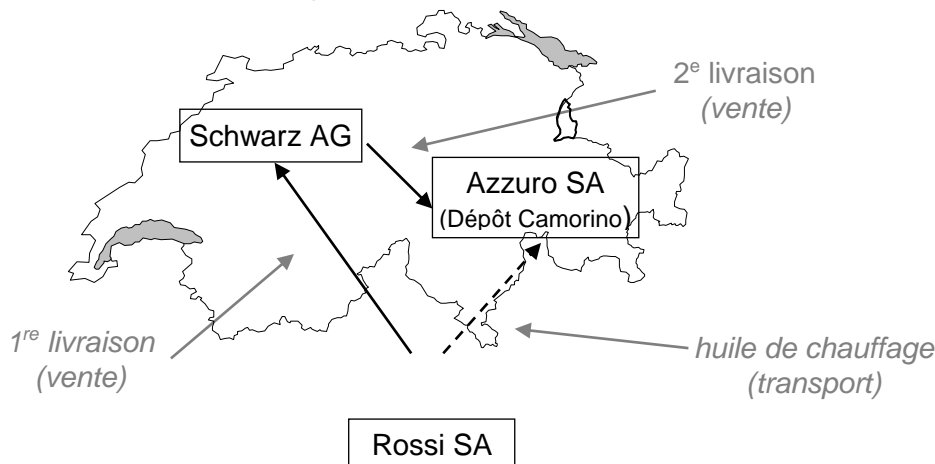 2e livraison
(vente)
Schwarz AG
Azzuro SA
(Dépôt Camorino)
1re livraison
(vente)
huile de chauffage
(transport)
Rossi SA